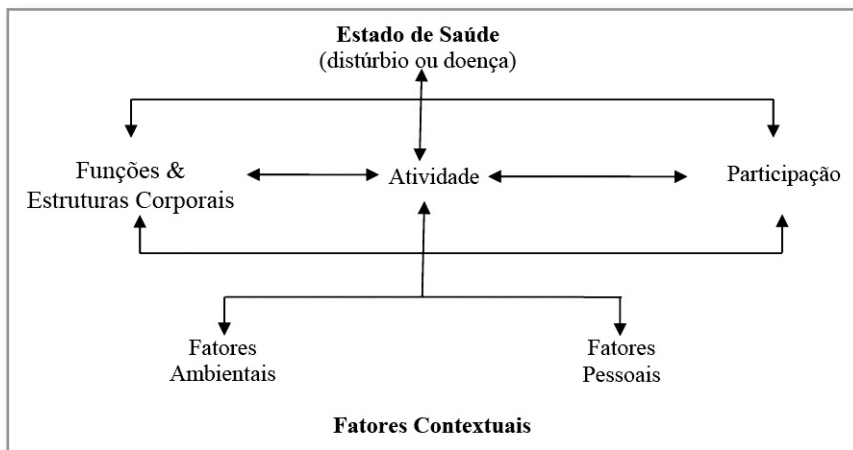 Estado de Saúde
(distúrbio ou doença)
Funções &
Estruturas Corporais
Atividade
Participação
Fatores
Ambientais
Fatores
Pessoais
Fatores Contextuais